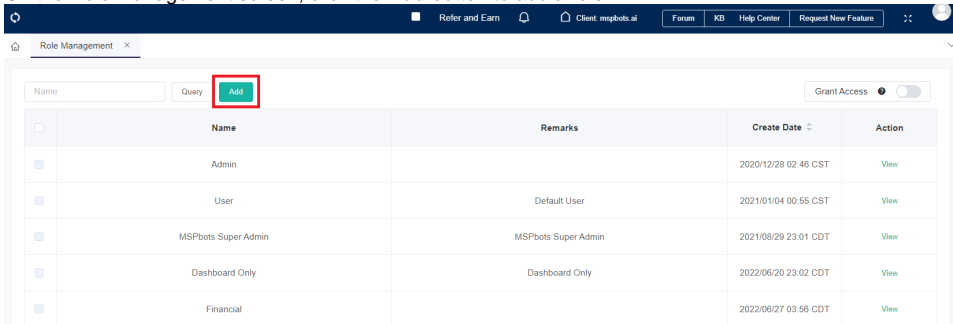 Refer and Earn
Client: mspbots.ai
Forum KB Help Center Request New Feature
Role Management ×
Name Query Add Grant Access
Name Remarks Create Date Action
Admin 2020/12/28 02:46 CST View
User Default User 2021/01/04 00:55 CST View
MSPbots Super Admin MSPbots Super Admin 2021/08/29 23:01 CDT View
Dashboard Only Dashboard Only 2022/06/20 23:02 CDT View
Financial 2022/06/27 03:56 CST View